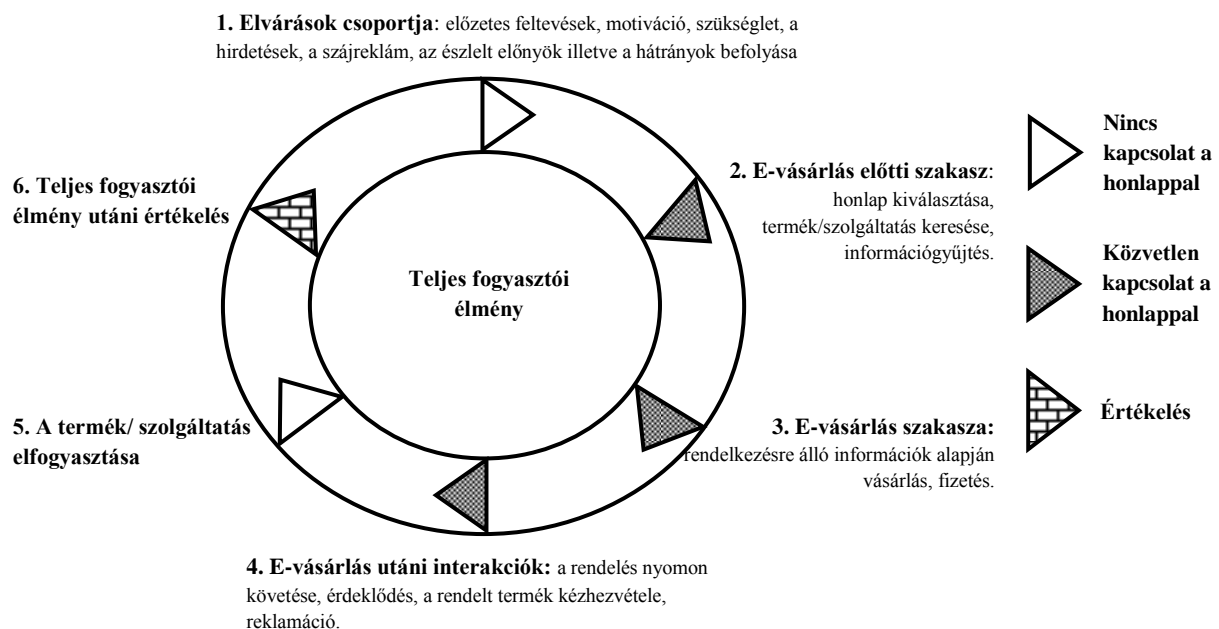 1. Elvárások csoportja: előzetes feltevések, motiváció, szükséglet, a
hirdetések, a szájreklám, az észlelt előnyök illetve a hátrányok befolyása
2. E-vásárlás előtti szakasz:
honlap kiválasztása,
termék/szolgáltatás keresése,
információgyűjtés.
3. E-vásárlás szakasza:
rendelkezésre álló információk alapján
vásárlás, fizetés.
4. E-vásárlás utáni interakciók: a rendelés nyomon
követése, érdeklődés, a rendelt termék kézhezvétele,
reklamáció.
5. A termék/ szolgáltatás
elfogyasztása
6. Teljes fogyasztói
élmény utáni értékelés
Teljes fogyasztói
élmény
Nincs
kapcsolat a
honlappal
Közvetlen
kapcsolat a
honlappal
Értékelés